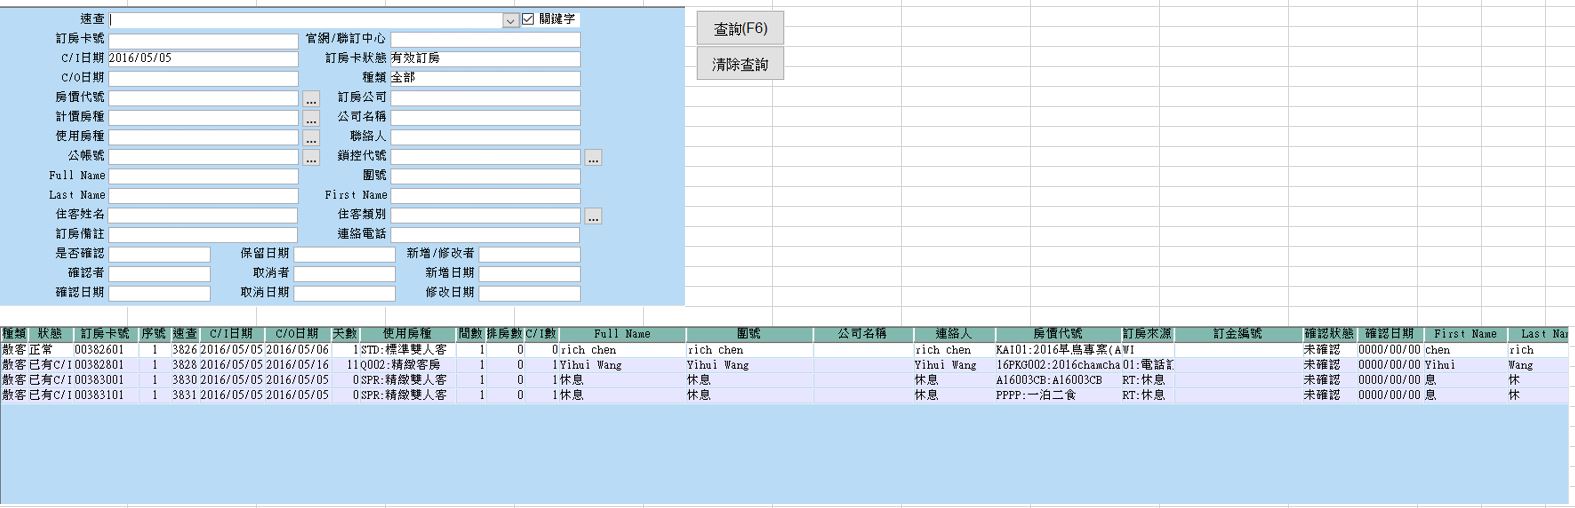 速查 關鍵字 查詢(F6)
訂房卡號 官網/聯訂中心
C/I日期 2016/05/05 訂房卡狀態 有效訂房 清除查詢
C/O日期 種類 全部
房價代號 ... 訂房公司
計價房種 ... 公司名稱
使用房種 ... 聯絡人
公帳號 ... 鎖控代號 ...
Full Name 團號
Last Name First Name
住客姓名 住客類別 ...
訂房備註 連絡電話
是否確認 保留日期 新增/修改者
確認者 取消者 新增日期
確認日期 取消日期 修改日期
種類 狀態 訂房卡號 序號 速查 C/I日期 C/O日期 天數 使用房種 間數 排房數 C/I數 Full Name 團號 公司名稱 連絡人 房價代號 訂房來源 訂金編號 確認狀態 確認日期 First Name Last Nam
散客 正常 00382601 1 3826 2016/05/05 2016/05/06 1 STD:標準雙人客 1 0 0 rich chen rich chen rich chen KAI01:2016早鳥專案(A WI 未確認 0000/00/00 chen rich
散客 已有C/I 00382801 1 3828 2016/05/05 2016/05/16 11 Q002:精緻客房 1 0 1 Yihui Wang Yihui Wang Yihui Wang 16PKG002:2016chamcha 01:電話訂 未確認 0000/00/00 Yihui Wang
散客 已有C/I 00383001 1 3830 2016/05/05 2016/05/05 0 SPR:精緻雙人客 1 0 1 休息 休息 休息 A16003CB:A16003CB RT:休息 未確認 0000/00/00 息 休
散客 已有C/I 00383101 1 3831 2016/05/05 2016/05/05 0 SPR:精緻雙人客 1 0 1 休息 休息 休息 PPPP:一泊二食 RT:休息 未確認 0000/00/00 息 休